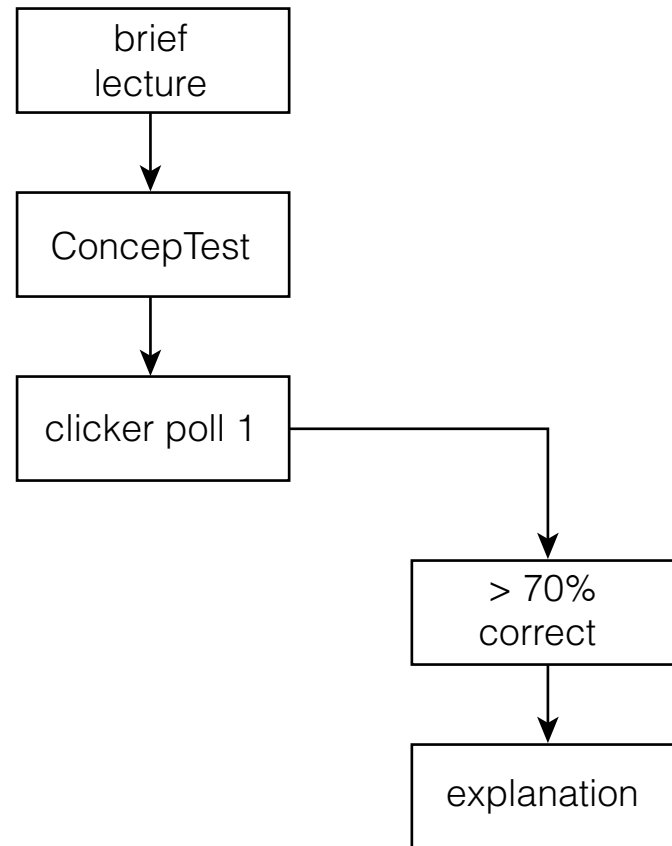 brief
lecture
ConcepTest
clicker poll 1
> 70%
correct
explanation